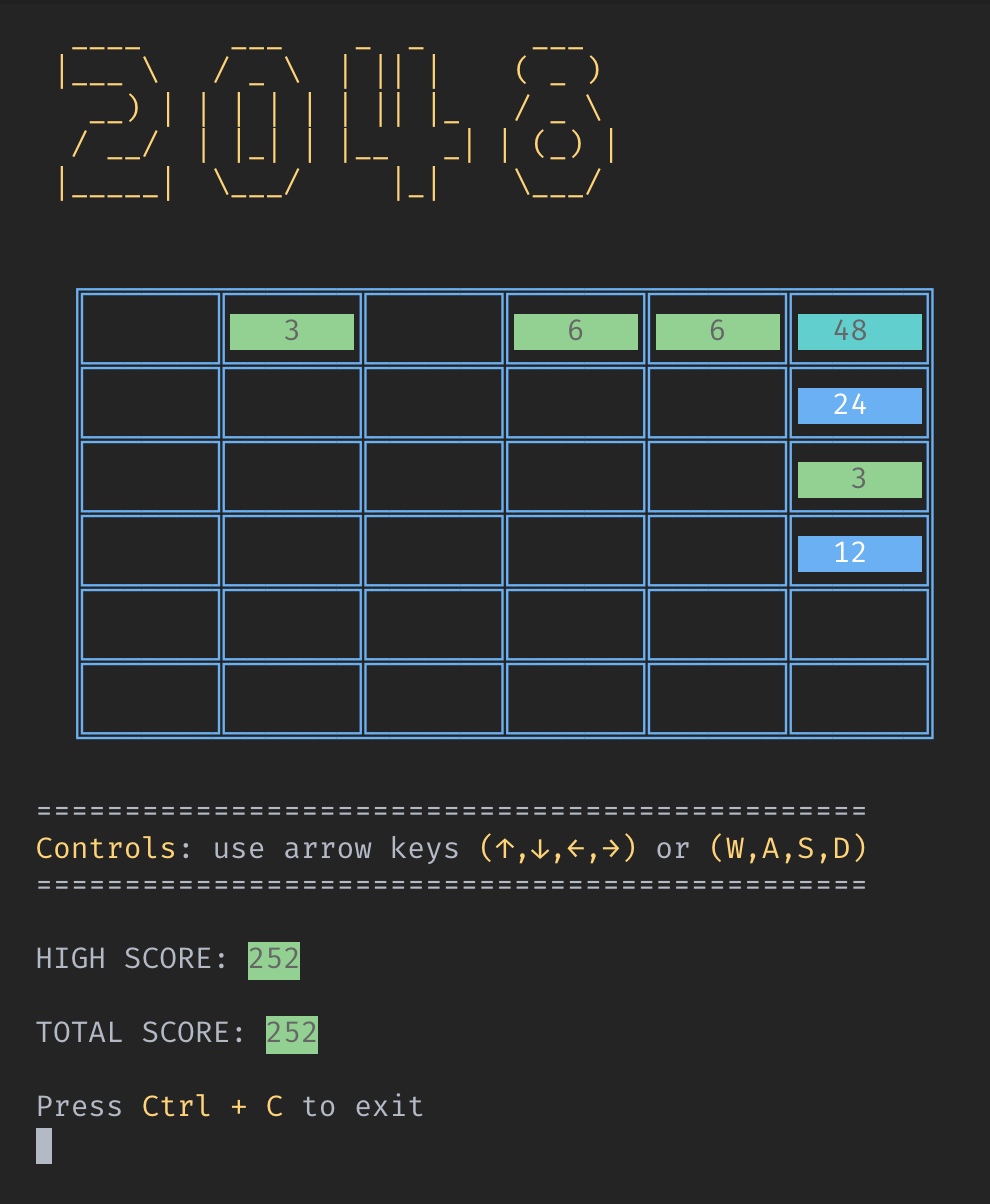 2048
3 6 6 48
24
3
12
==============================================
Controls: use arrow keys (↑,↓,←,→) or (W,A,S,D)
==============================================
HIGH SCORE: 252
TOTAL SCORE: 252
Press Ctrl + C to exit